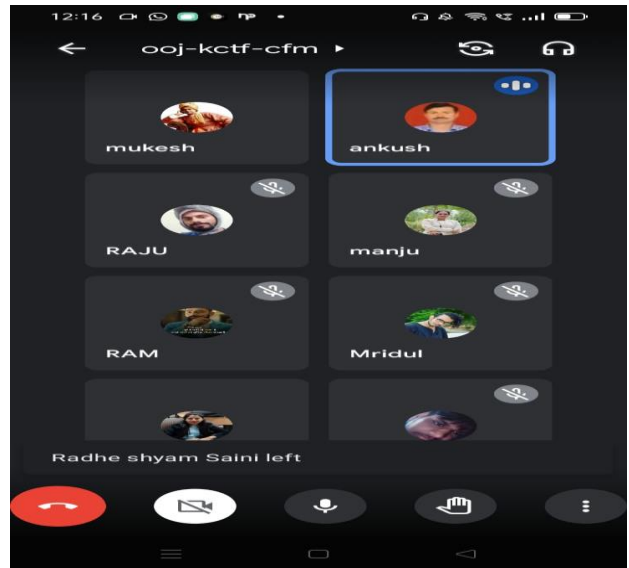 12:16
ooj-kctf-cfm
mukesh
ankush
RAJU
manju
RAM
Mridul
Radhe shyam Saini left